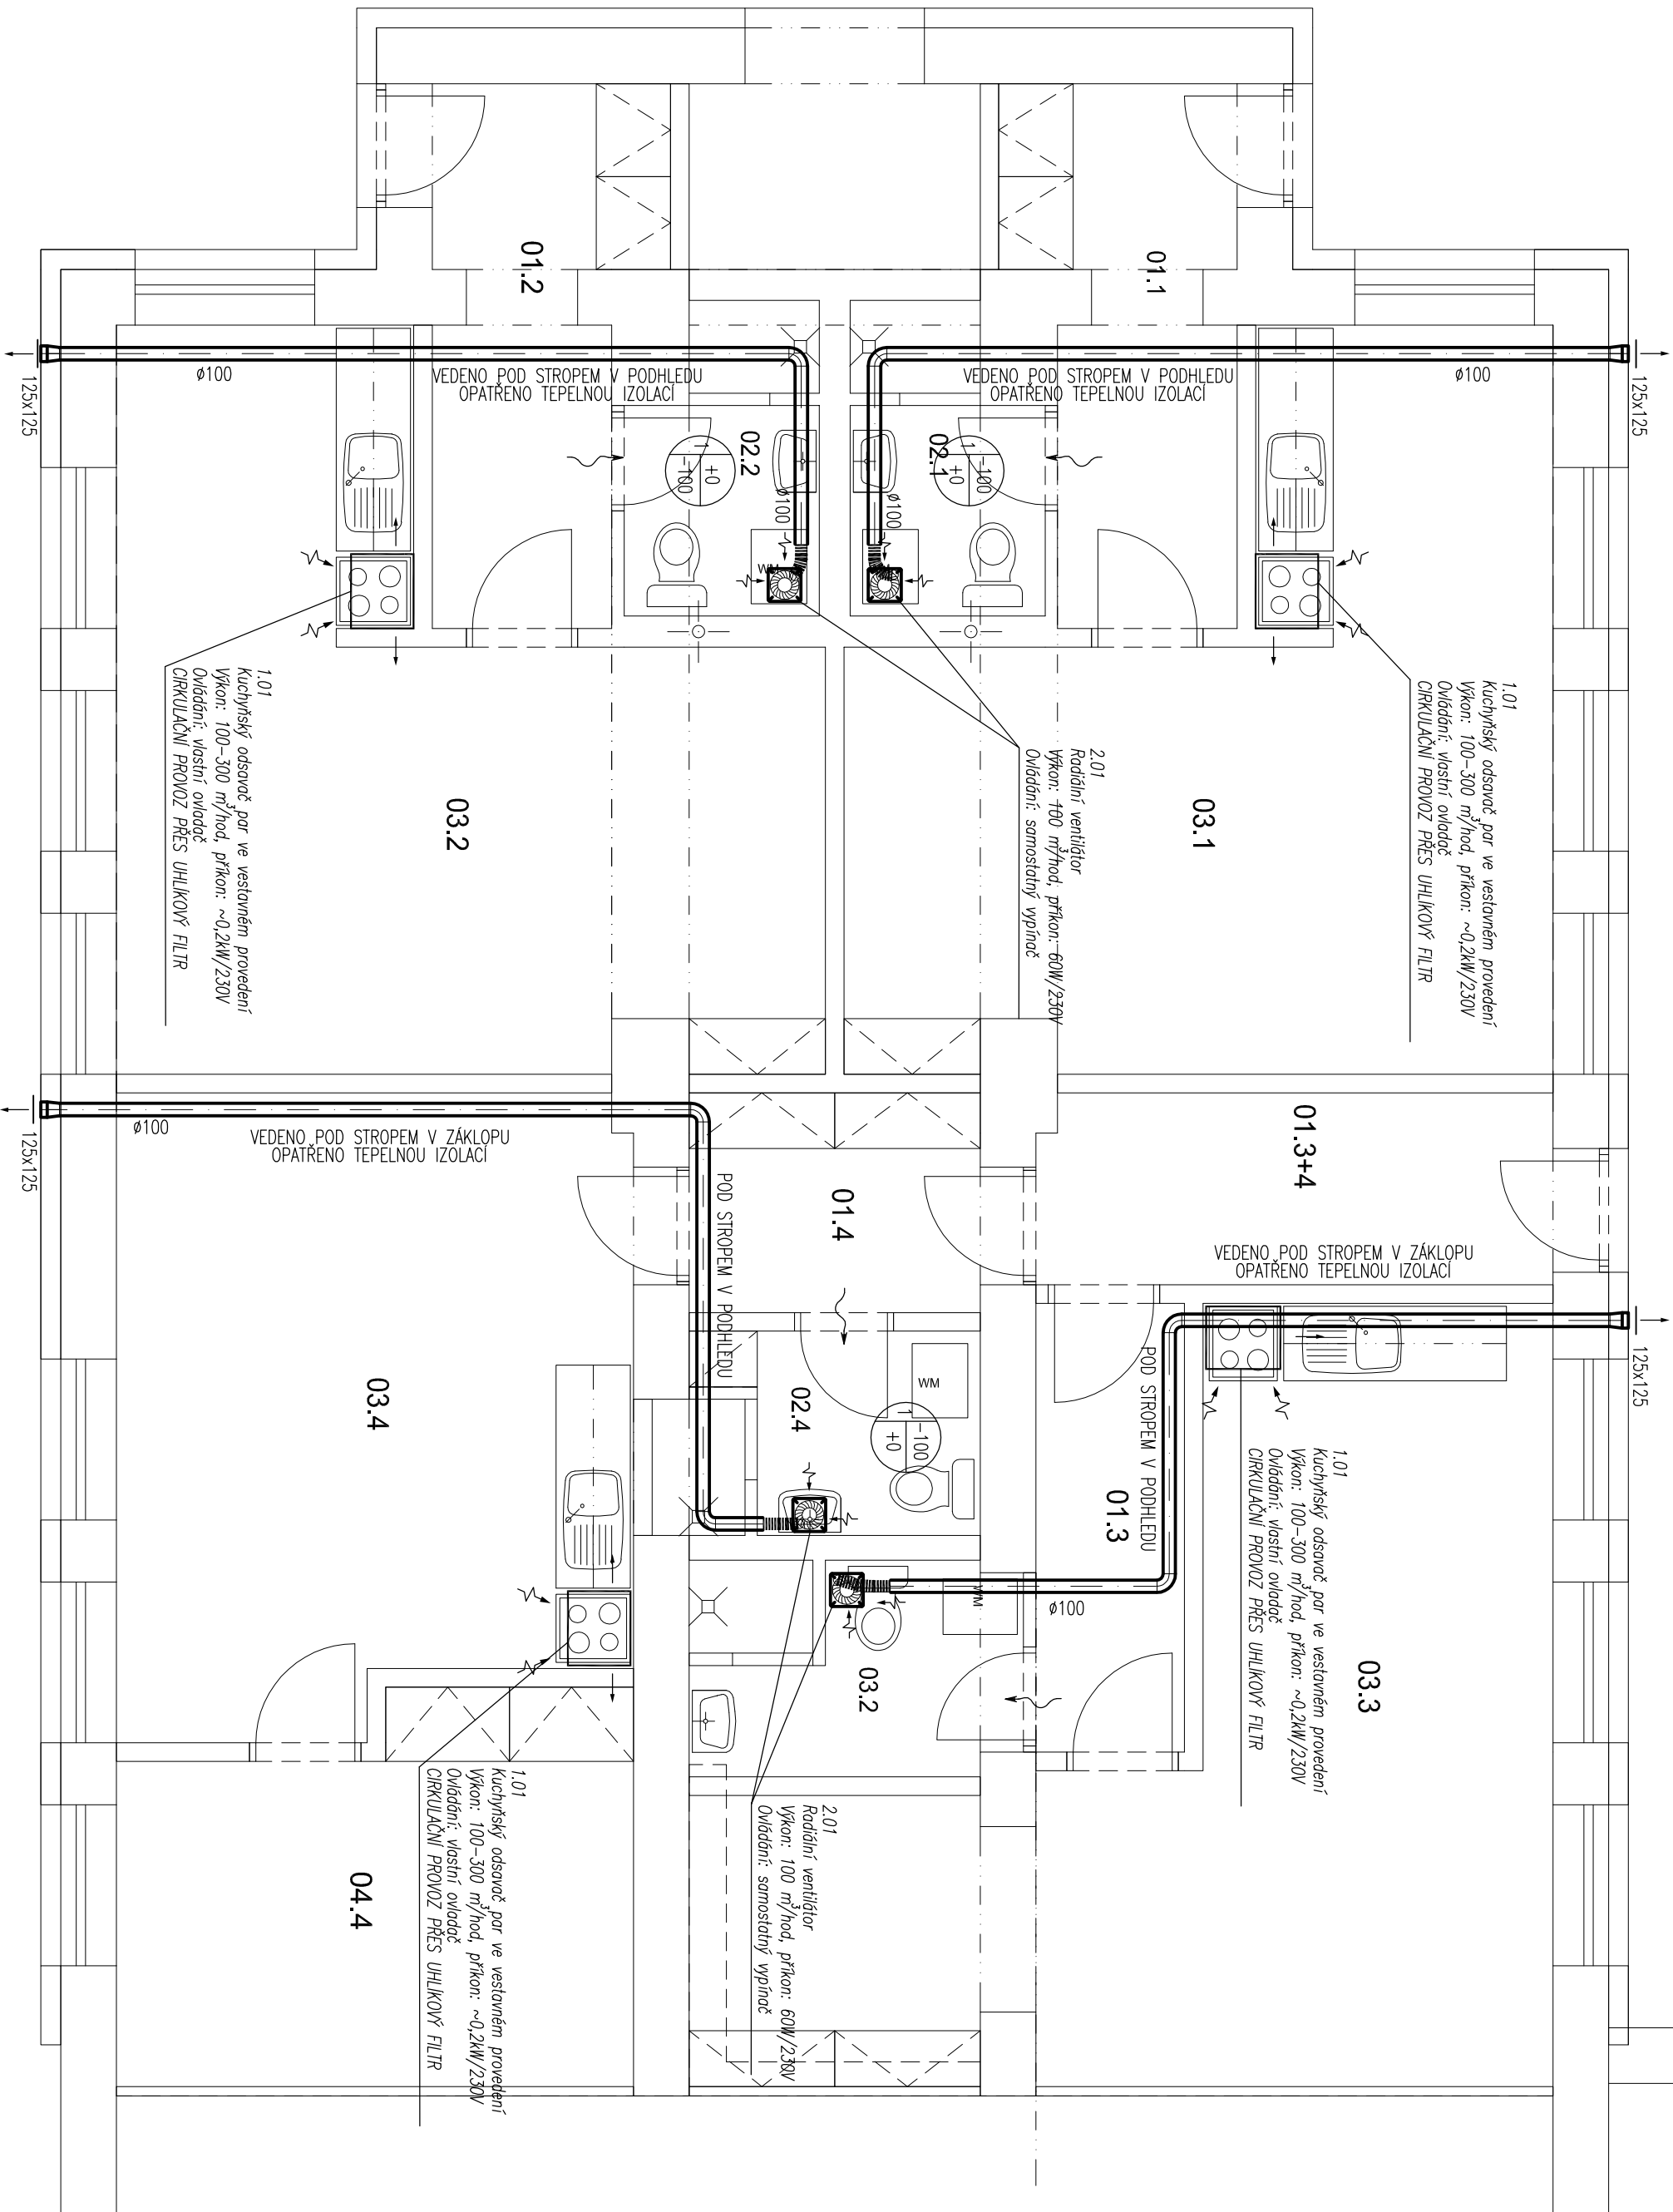 01.2
01.1
ø100
VEDENO POD STROPEM V PODHLEDU
OPATŘENO TEPELNOU IZOLACÍ
VEDENO POD STROPEM V PODHLEDU
OPATŘENO TEPELNOU IZOLACÍ
ø100
125x125
125x125
02.2
1
+0
-100
ø100
WM
02.1
1
-100
+0
ø100
WM
1.01
Kuchyňský odsavač par ve vestavném provedení
Výkon: 100-300 m³/hod, příkon: ~0,2kW/230V
Ovládání: vlastní ovladač
CIRKULAČNÍ PROVOZ PŘES UHLÍKOVÝ FILTR
1.01
Kuchyňský odsavač par ve vestavném provedení
Výkon: 100-300 m³/hod, příkon: ~0,2kW/230V
Ovládání: vlastní ovladač
CIRKULAČNÍ PROVOZ PŘES UHLÍKOVÝ FILTR
2.01
Radiální ventilátor
Výkon: 100 m³/hod, příkon: 60W/230V
Ovládání: samostatný vypínač
03.2
03.1
ø100
125x125
VEDENO POD STROPEM V ZÁKLOPU
OPATŘENO TEPELNOU IZOLACÍ
POD STROPEM V PODHLEDU
01.4
01.3+4
VEDENO POD STROPEM V ZÁKLOPU
OPATŘENO TEPELNOU IZOLACÍ
125x125
POD STROPEM V PODHLEDU
03.4
02.4
WM
1
-100
+0
01.3
ø100
WM
1.01
Kuchyňský odsavač par ve vestavném provedení
Výkon: 100-300 m³/hod, příkon: ~0,2kW/230V
Ovládání: vlastní ovladač
CIRKULAČNÍ PROVOZ PŘES UHLÍKOVÝ FILTR
03.2
03.3
1.01
Kuchyňský odsavač par ve vestavném provedení
Výkon: 100-300 m³/hod, příkon: ~0,2kW/230V
Ovládání: vlastní ovladač
CIRKULAČNÍ PROVOZ PŘES UHLÍKOVÝ FILTR
2.01
Radiální ventilátor
Výkon: 100 m³/hod, příkon: 60W/230V
Ovládání: samostatný vypínač
04.4